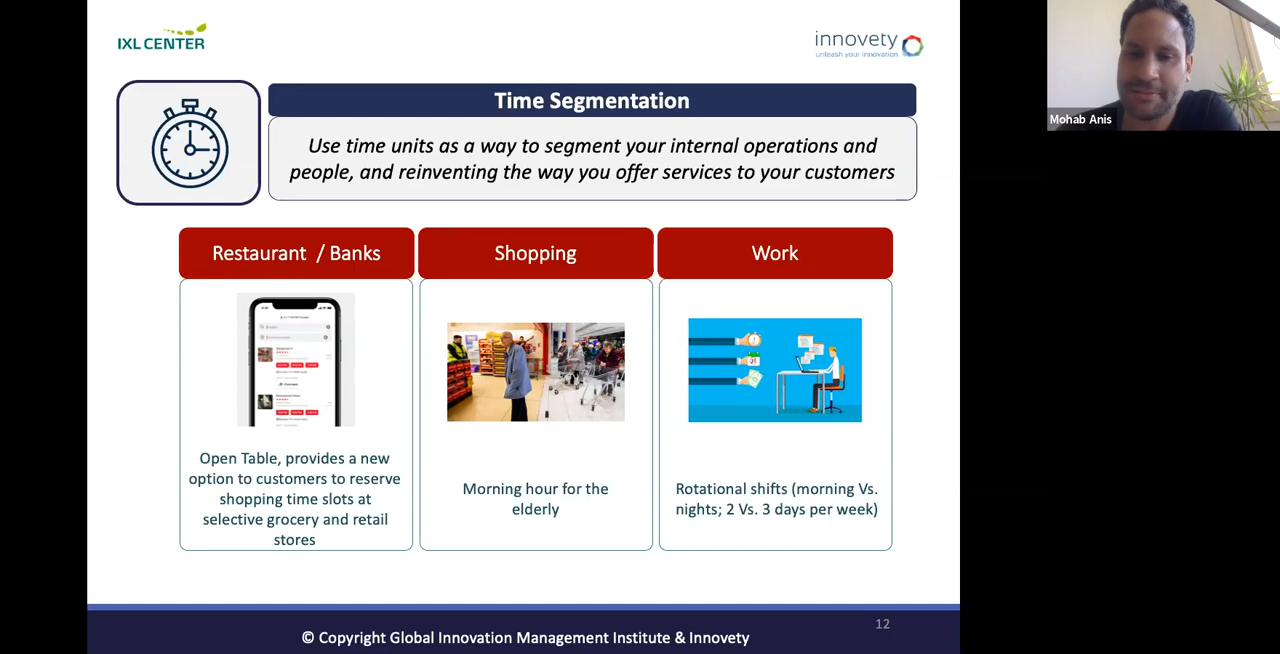 IXL CENTER
innovety
unleash your innovation
Mohab Anis
Time Segmentation
Use time units as a way to segment your internal operations and
people, and reinventing the way you offer services to your customers
Restaurant / Banks
Shopping
Work
Open Table, provides a new
option to customers to reserve
shopping time slots at
selective grocery and retail
stores
Morning hour for the
elderly
Rotational shifts (morning Vs.
nights; 2 Vs. 3 days per week)
12
© Copyright Global Innovation Management Institute & Innovety